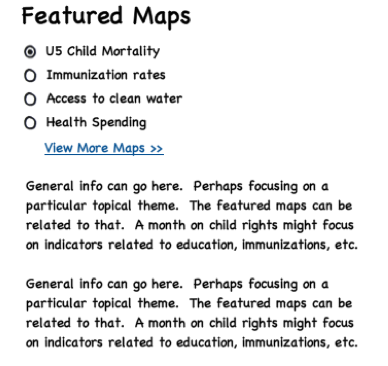 Featured Maps
U5 Child Mortality
Immunization rates
Access to clean water
Health Spending
View More Maps >>
General info can go here. Perhaps focusing on a
particular topical theme. The featured maps can be
related to that. A month on child rights might focus
on indicators related to education, immunizations, etc.
General info can go here. Perhaps focusing on a
particular topical theme. The featured maps can be
related to that. A month on child rights might focus
on indicators related to education, immunizations, etc.